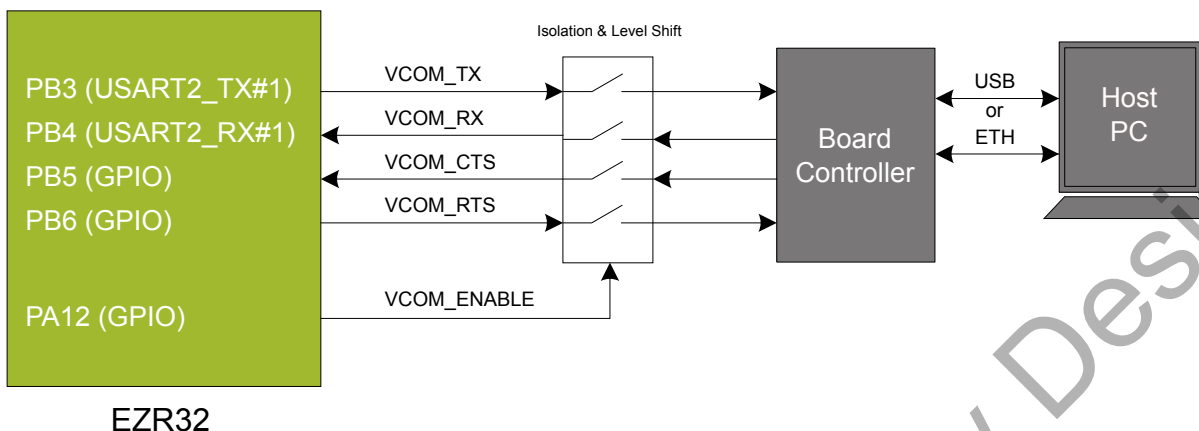 Isolation & Level Shift
PB3 (USART2_TX#1)
VCOM_TX
PB4 (USART2_RX#1)
VCOM_RX
PB5 (GPIO)
VCOM_CTS
PB6 (GPIO)
VCOM_RTS
PA12 (GPIO)
VCOM_ENABLE
Board
Controller
USB
or
ETH
Host
PC
EZR32